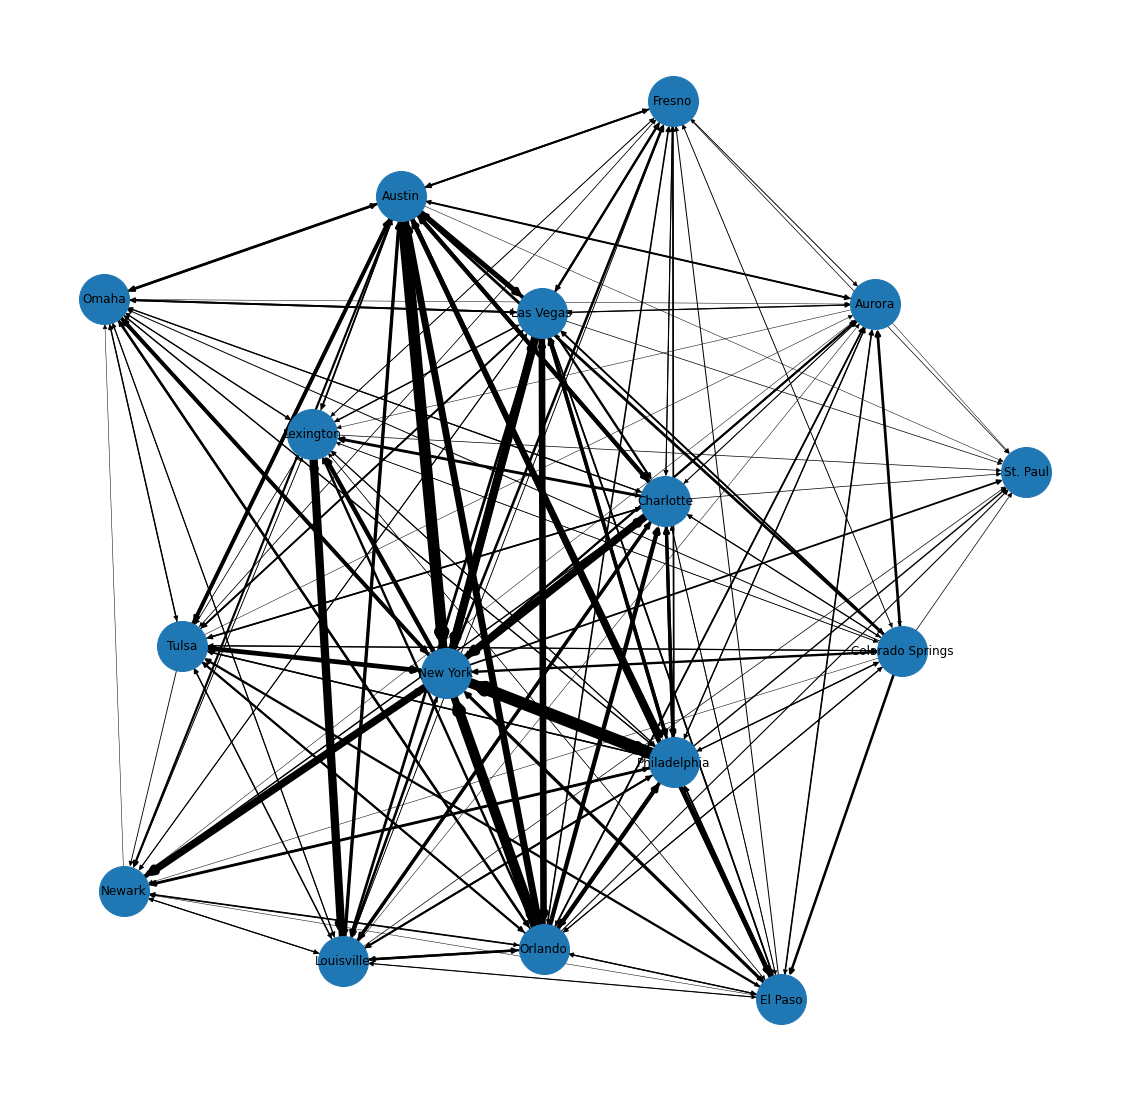 Fresno
Austin
Omaha
Aurora
Las Vegas
Lexington
St. Paul
Charlotte
Tulsa
Colorado Springs
New York
Philadelphia
Newark
Orlando
Louisville
El Paso